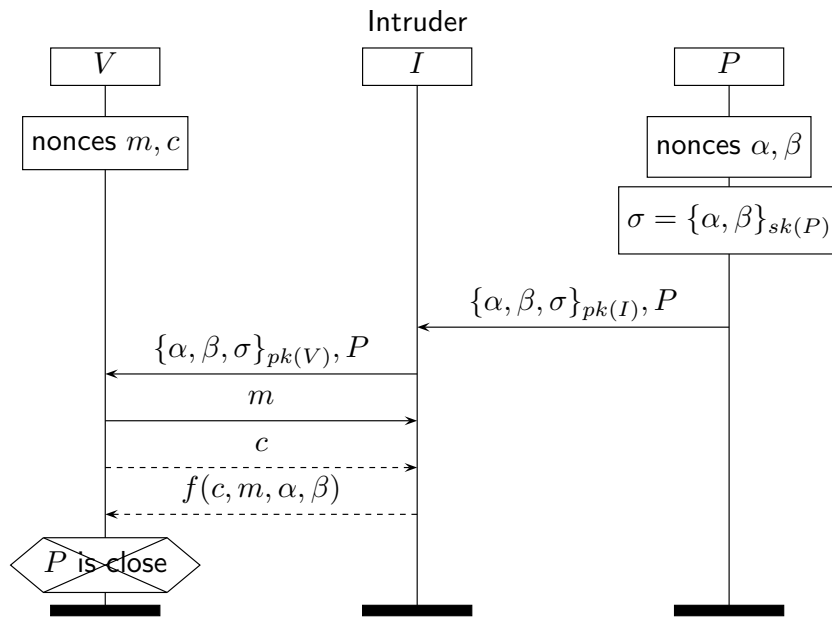 Intruder
V
I
P
nonces m, c
nonces α, β
σ = {α, β}sk(P)
{α, β, σ}pk(I), P
{α, β, σ}pk(V), P
m
c
f(c, m, α, β)
P is close